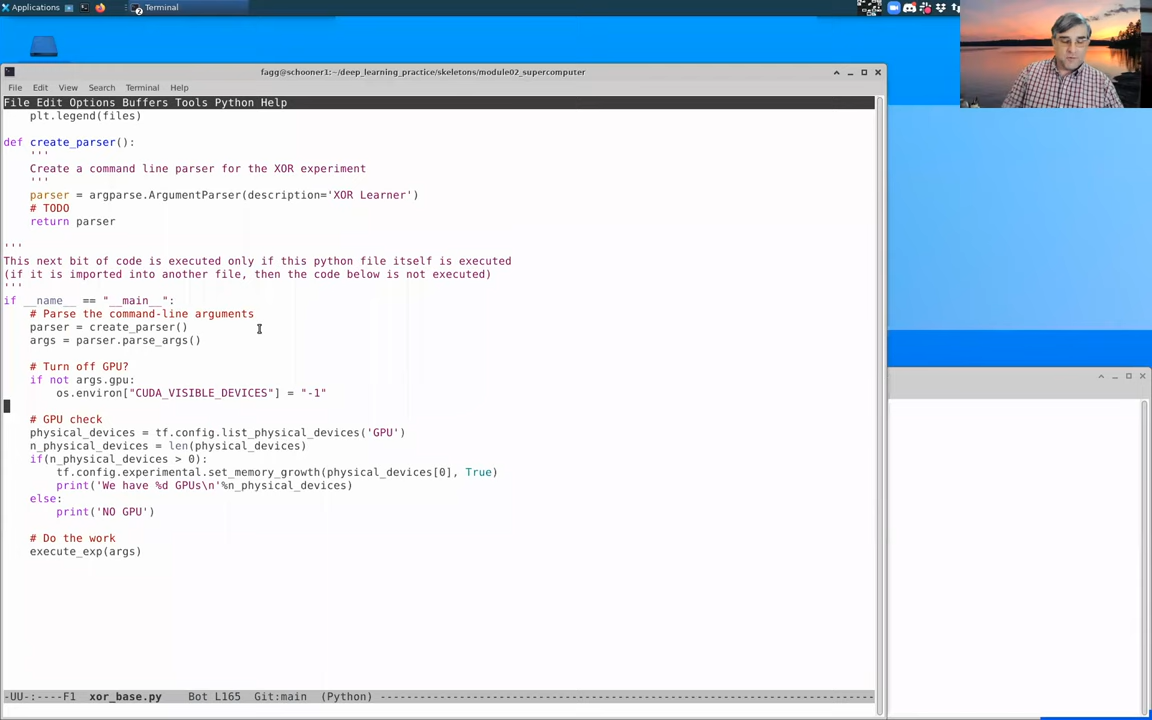 Applications
Terminal
fagg@schooner1:~/deep_learning_practice/skeletons/module02_supercomputer
File Edit View Search Terminal Help
File Edit Options Buffers Tools Python Help
    plt.legend(files)
def create_parser():
    '''
    Create a command line parser for the XOR experiment
    '''
    parser = argparse.ArgumentParser(description='XOR Learner')
    # TODO
    return parser
'''
This next bit of code is executed only if this python file itself is executed
(if it is imported into another file, then the code below is not executed)
'''
if __name__ == "__main__":
    # Parse the command-line arguments
    parser = create_parser()
    args = parser.parse_args()
    # Turn off GPU?
    if not args.gpu:
        os.environ["CUDA_VISIBLE_DEVICES"] = "-1"
    # GPU check
    physical_devices = tf.config.list_physical_devices('GPU')
    n_physical_devices = len(physical_devices)
    if(n_physical_devices > 0):
        tf.config.experimental.set_memory_growth(physical_devices[0], True)
        print('We have %d GPUs\n'%n_physical_devices)
    else:
        print('NO GPU')
    # Do the work
    execute_exp(args)
-UU-:----F1  xor_base.py    Bot L165  Git:main  (Python) ---------------------------------------------------------------------------